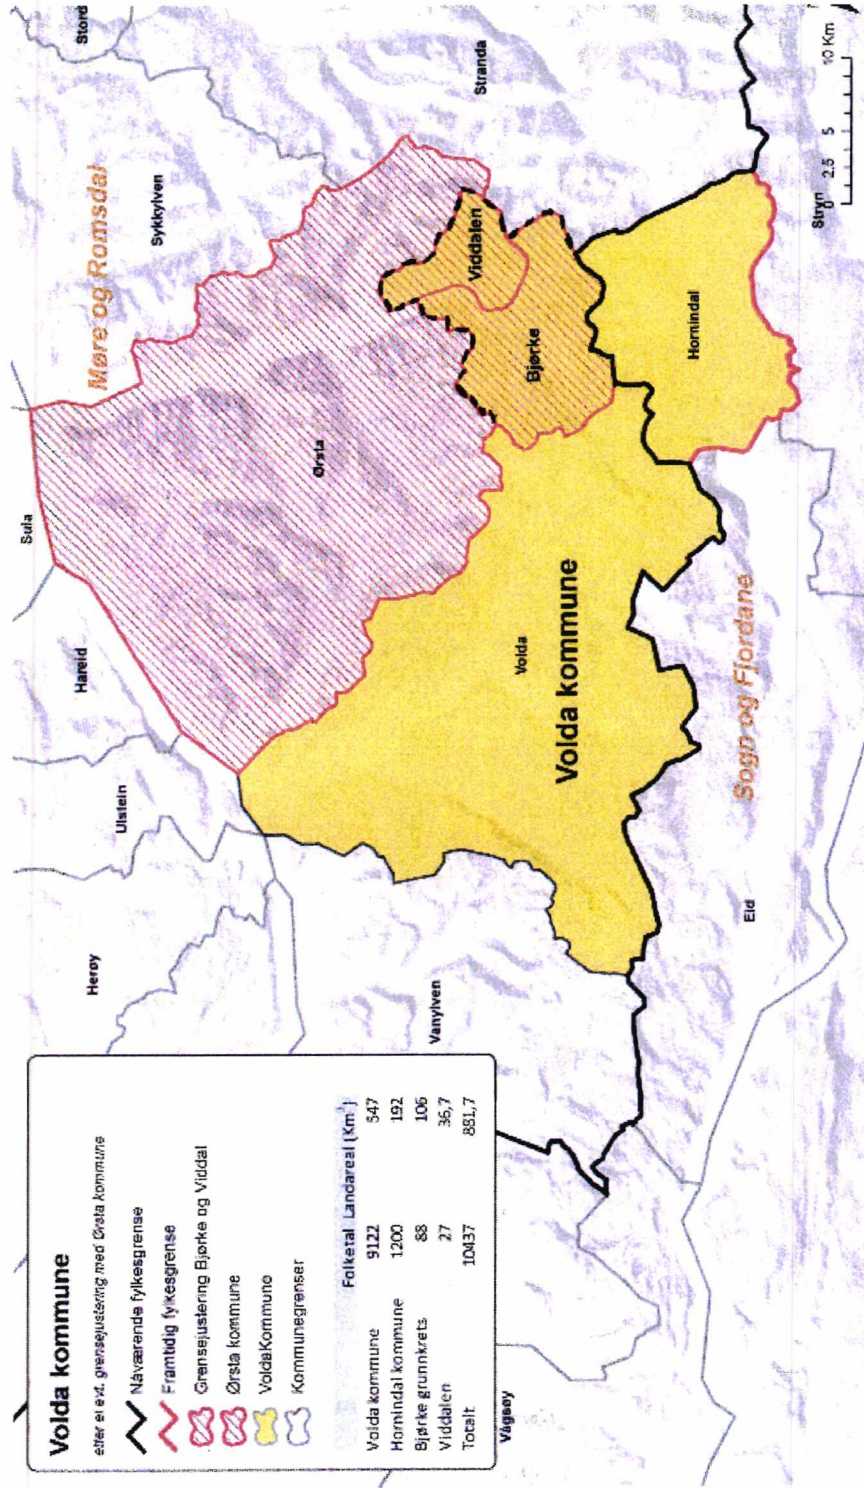 Volda kommune
etter ei evt. grensejustering med Ørsta kommune
Nåværende fylkesgrense
Framtidig fylkesgrense
Grensejustering Bjørke og Viddal
Ørsta kommune
VoldaKommune
Kommunegrenser
Folketal Landareal (Km²)
Volda kommune 9122 547
Hornindal kommune 1200 192
Bjørke grunnkrets 88 106
Viddalen 27 36,7
Totalt 10437 881,7
Herøy
Ulstein
Hareid
Sula
Møre og Romsdal
Sykkylven
Stord
Ørsta
Stranda
Viddalen
Bjørke
Vanylven
Volda
Volda kommune
Hornindal
Vågsøy
Eid
Sogn og Fjordane
Stryn
0 2.5 5 10 Km